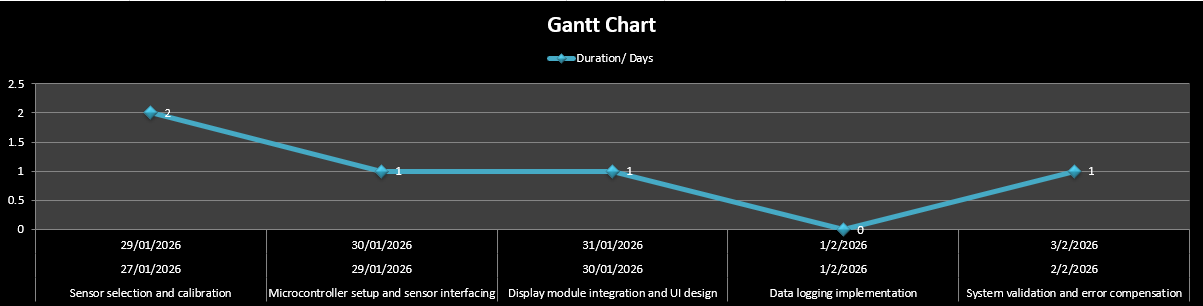 Gantt Chart
Duration/ Days
2.5
2
1.5
1
0.5
0
2
1
1
0
1
29/01/2026 30/01/2026 31/01/2026 1/2/2026 3/2/2026
27/01/2026 29/01/2026 30/01/2026 1/2/2026 2/2/2026
Sensor selection and calibration Microcontroller setup and sensor interfacing Display module integration and UI design Data logging implementation System validation and error compensation